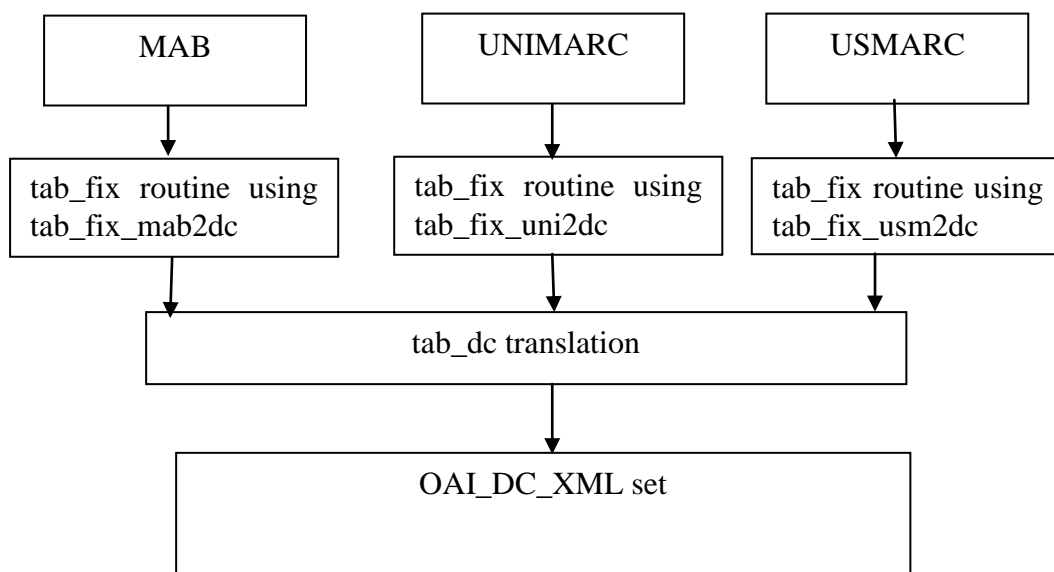 MAB
UNIMARC
USMARC
tab_fix routine using
tab_fix_mab2dc
tab_fix routine using
tab_fix_uni2dc
tab_fix routine using
tab_fix_usm2dc
tab_dc translation
OAI_DC_XML set